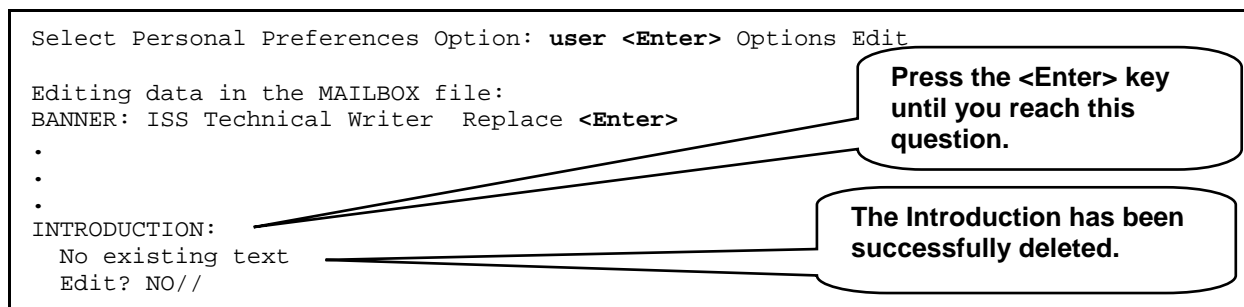 Select Personal Preferences Option: user <Enter> Options Edit
Editing data in the MAILBOX file:
BANNER: ISS Technical Writer  Replace <Enter>
.
.
.
INTRODUCTION:
  No existing text
  Edit? NO//
Press the <Enter> key
until you reach this
question.
The Introduction has been
successfully deleted.